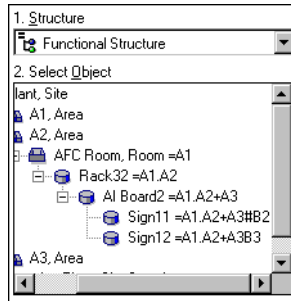 1. Structure
Functional Structure
2. Select Object
lant, Site
A1, Area
A2, Area
AFC Room, Room =A1
Rack32 =A1.A2
AI Board2 =A1.A2+A3
Sign11 =A1.A2+A3#B2
Sign12 =A1.A2+A3B3
A3, Area